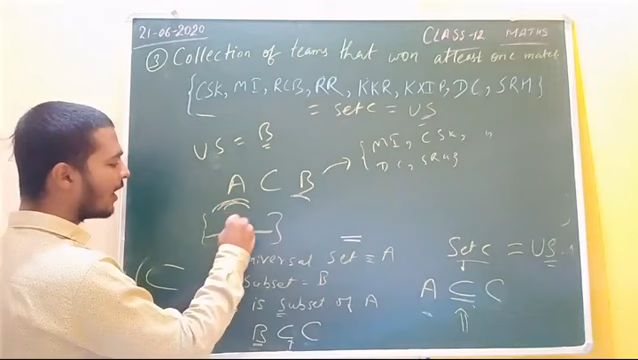 21-06-2020 CLASS-12 MATHS
③ Collection of teams that won atleast one match
{CSK, MI, RCB, RR, KKR, KXIP, DC, SRH}
= Set C = US
US = B
{MI, CSK,
DC, SRH}
A C B
{ }
universal set = A
Set C = US
Subset = B
is subset of A
A ⊆ C
B ⊆ C